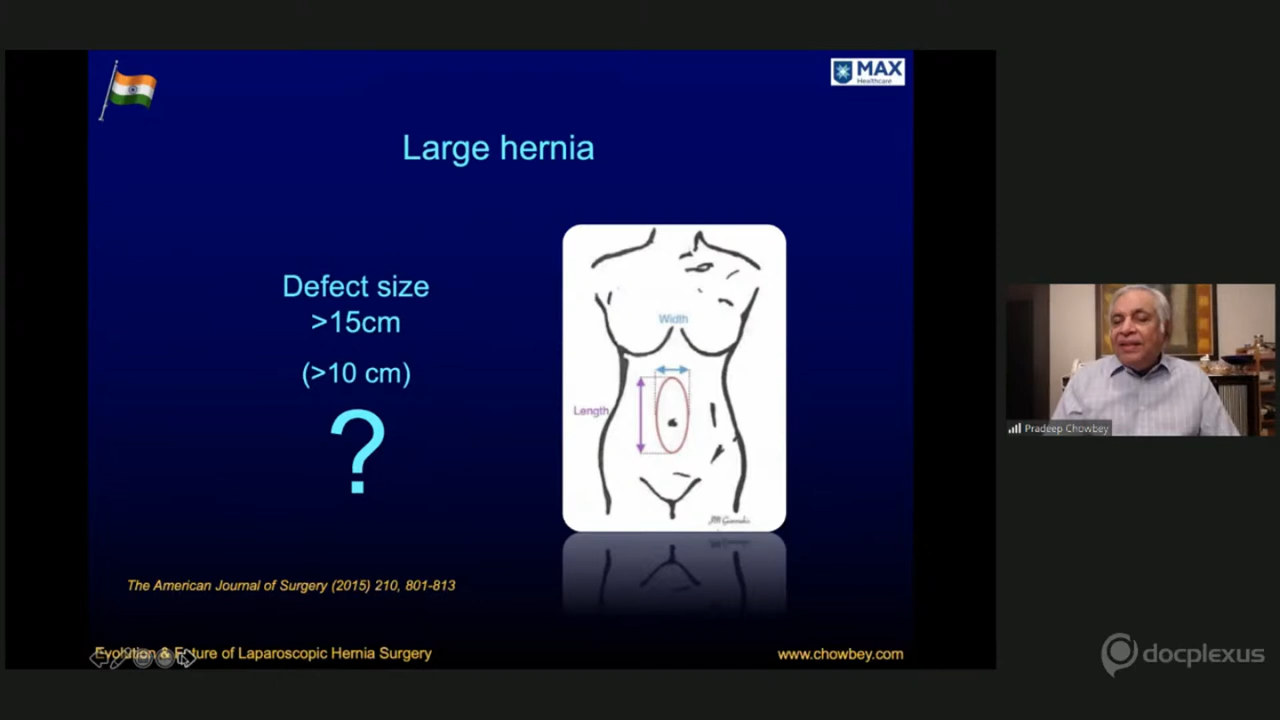 MAX
Healthcare
Large hernia
Defect size
>15cm
(>10 cm)
?
Width
Length
The American Journal of Surgery (2015) 210, 801-813
Evolution & Future of Laparoscopic Hernia Surgery
www.chowbey.com
Pradeep Chowbey
docplexus